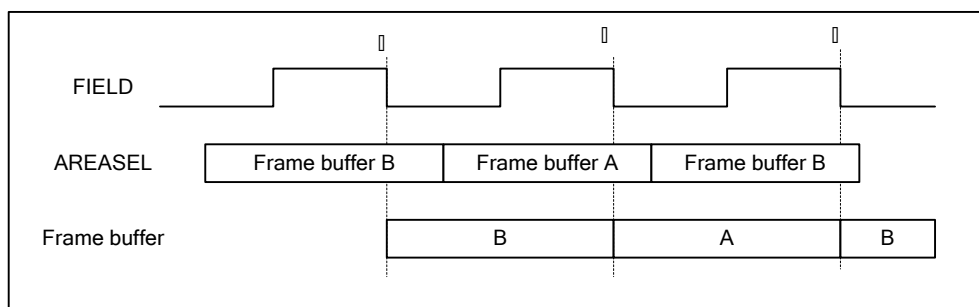 FIELD
AREASEL
Frame buffer B
Frame buffer A
Frame buffer B
Frame buffer
B
A
B